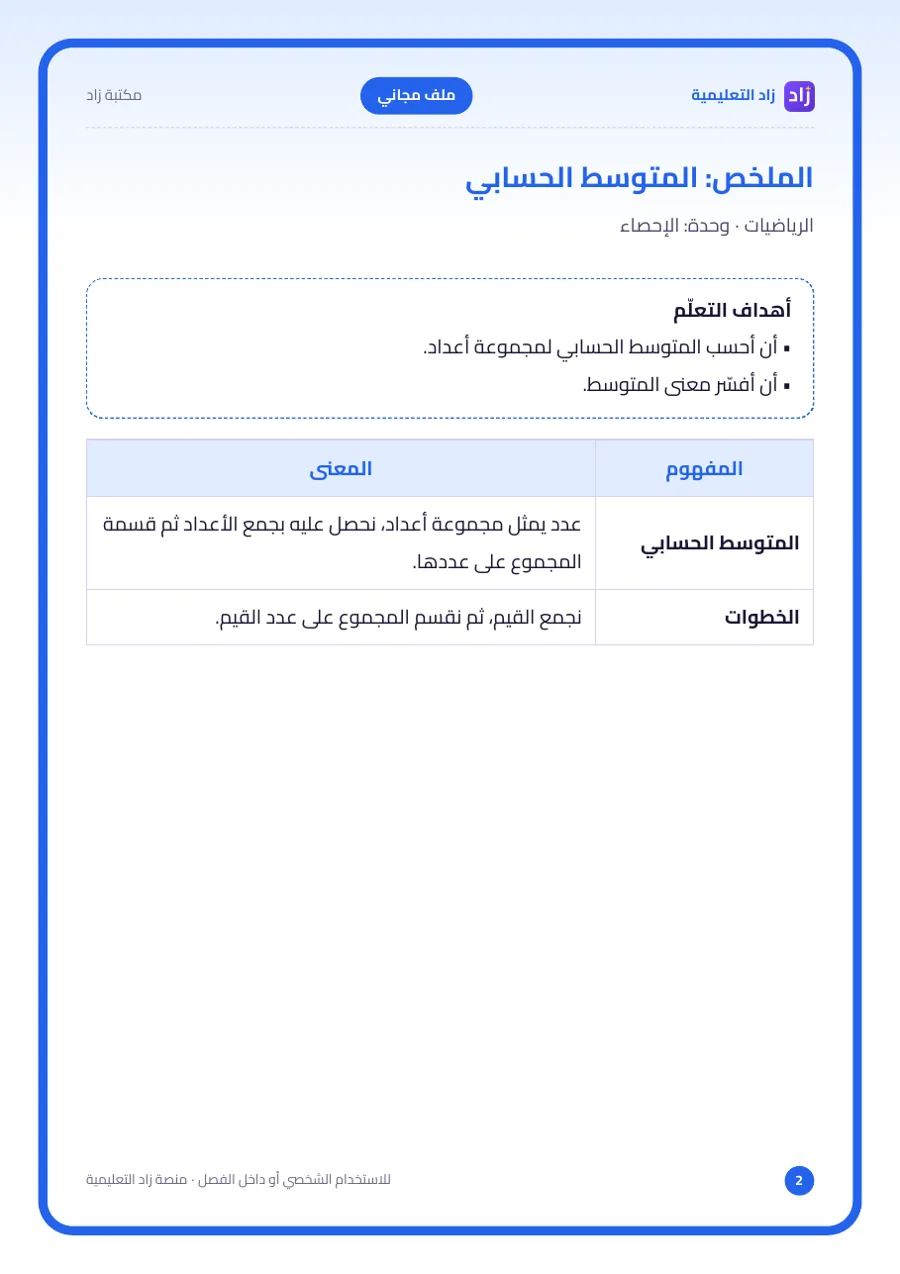 زاد
زاد التعليمية
ملف مجاني
مكتبة زاد
الملخص: المتوسط الحسابي
الرياضيات · وحدة: الإحصاء
أهداف التعلّم
▪ أن أحسب المتوسط الحسابي لمجموعة أعداد.
▪ أن أفسّر معنى المتوسط.
المفهوم
المعنى
المتوسط الحسابي
عدد يمثل مجموعة أعداد، نحصل عليه بجمع الأعداد ثم قسمة
المجموع على عددها.
الخطوات
نجمع القيم، ثم نقسم المجموع على عدد القيم.
2
للاستخدام الشخصي أو داخل الفصل · منصة زاد التعليمية